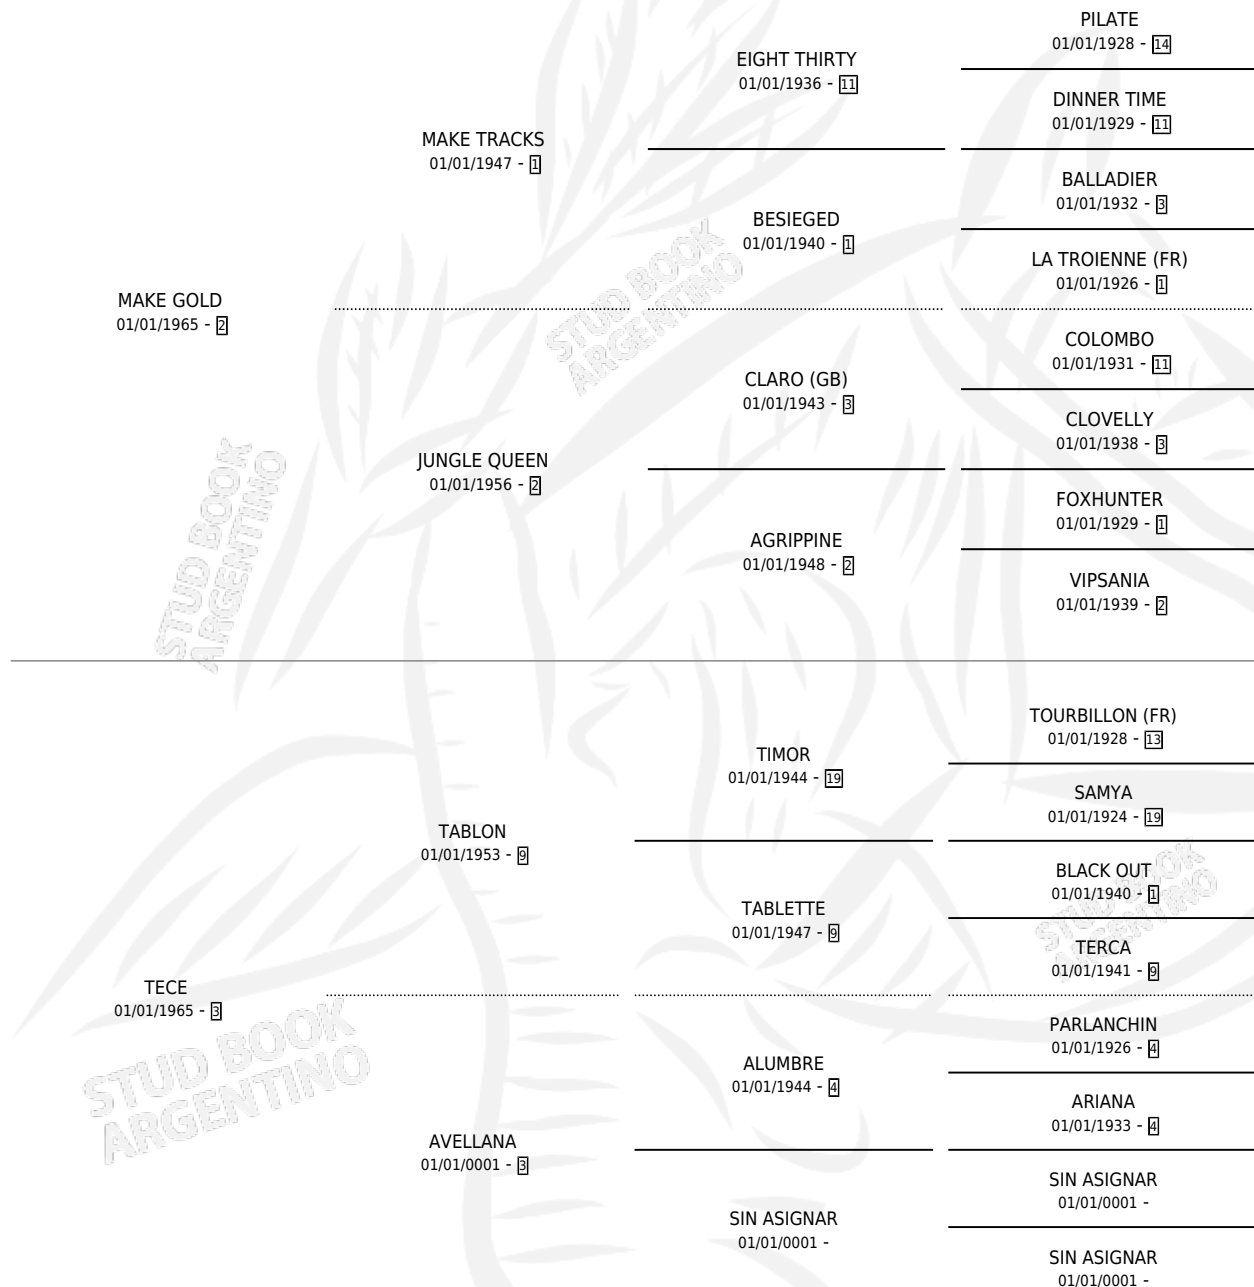 PILATE
01/01/1928 - 14
EIGHT THIRTY
01/01/1936 - 11
DINNER TIME
01/01/1929 - 11
MAKE TRACKS
01/01/1947 - 1
BALLADIER
01/01/1932 - 3
BESIEGED
01/01/1940 - 1
LA TROIENNE (FR)
01/01/1926 - 1
MAKE GOLD
01/01/1965 - 2
STUD BOOK
ARGENTINO
COLOMBO
01/01/1931 - 11
CLARO (GB)
01/01/1943 - 3
CLOVELLY
01/01/1938 - 3
JUNGLE QUEEN
01/01/1956 - 2
FOXHUNTER
01/01/1929 - 1
AGRIPPINE
01/01/1948 - 2
VIPSANIA
01/01/1939 - 2
STUD BOOK
ARGENTINO
TOURBILLON (FR)
01/01/1928 - 13
TIMOR
01/01/1944 - 19
SAMYA
01/01/1924 - 19
TABLON
01/01/1953 - 9
BLACK OUT
01/01/1940 - 1
TABLETTE
01/01/1947 - 9
TERCA
01/01/1941 - 9
STUD BOOK
ARGENTINO
TECE
01/01/1965 - 3
STUD BOOK
ARGENTINO
PARLANCHIN
01/01/1926 - 4
ALUMBRE
01/01/1944 - 4
ARIANA
01/01/1933 - 4
AVELLANA
01/01/0001 - 3
SIN ASIGNAR
01/01/0001 -
SIN ASIGNAR
01/01/0001 -
SIN ASIGNAR
01/01/0001 -